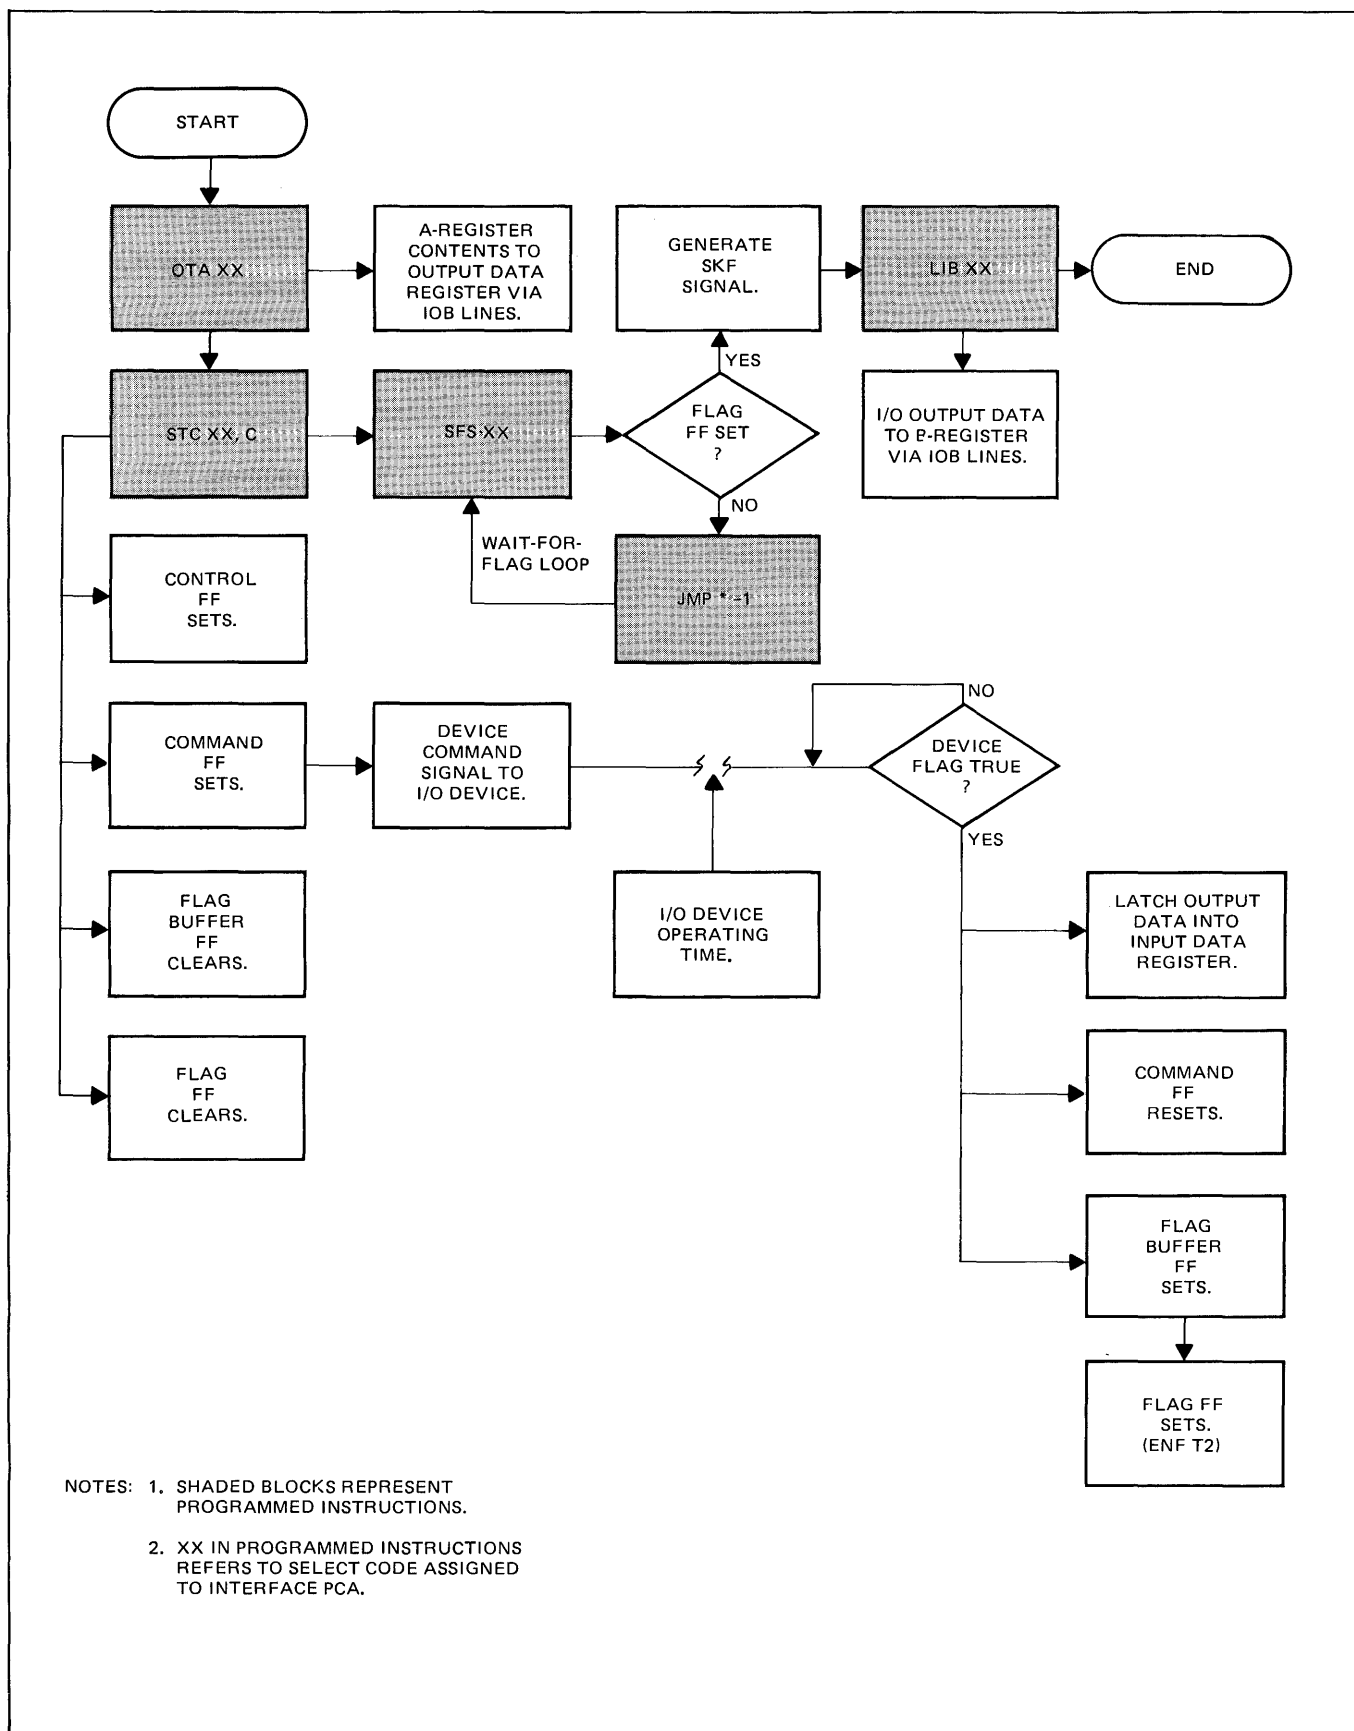 START
OTA XX
A-REGISTER
CONTENTS TO
OUTPUT DATA
REGISTER VIA
IOB LINES.
GENERATE
SKF
SIGNAL.
LIB XX
END
YES
STC XX, C
SFS XX
FLAG
FF SET
?
I/O OUTPUT DATA
TO B-REGISTER
VIA IOB LINES.
NO
WAIT-FOR-
FLAG LOOP
JMP * -1
CONTROL
FF
SETS.
COMMAND
FF
SETS.
DEVICE
COMMAND
SIGNAL TO
I/O DEVICE.
NO
DEVICE
FLAG TRUE
?
YES
FLAG
BUFFER
FF
CLEARS.
I/O DEVICE
OPERATING
TIME.
LATCH OUTPUT
DATA INTO
INPUT DATA
REGISTER.
FLAG
FF
CLEARS.
COMMAND
FF
RESETS.
FLAG
BUFFER
FF
SETS.
FLAG FF
SETS.
(ENF T2)
NOTES: 1. SHADED BLOCKS REPRESENT
PROGRAMMED INSTRUCTIONS.
2. XX IN PROGRAMMED INSTRUCTIONS
REFERS TO SELECT CODE ASSIGNED
TO INTERFACE PCA.